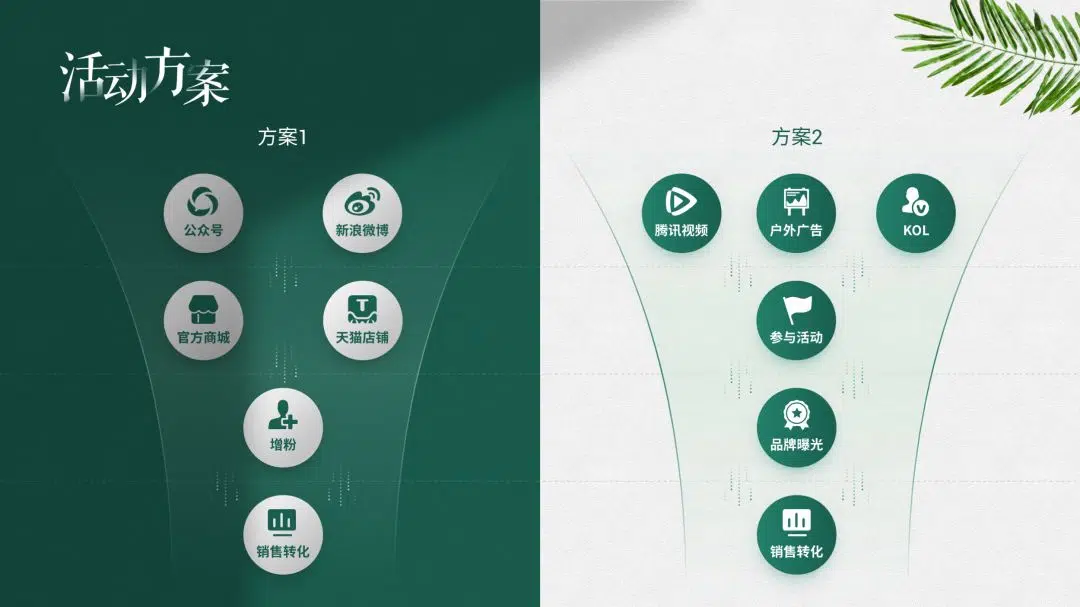 活动方案
方案1
公众号
新浪微博
官方商城
T
天猫店铺
增粉
销售转化
方案2
腾讯视频
户外广告
V
KOL
参与活动
品牌曝光
销售转化